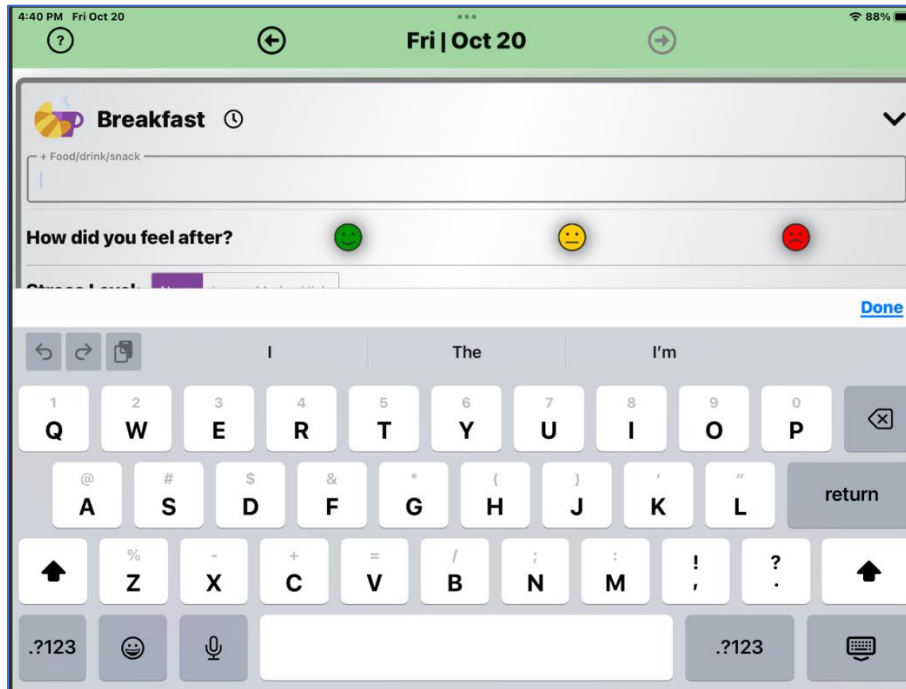 4:40 PM Fri Oct 20
88%
?
Fri | Oct 20
Breakfast
+ Food/drink/snack
How did you feel after?
Done
I The I'm
1 2 3 4 5 6 7 8 9 0
Q W E R T Y U I O P
@ # $ & * ( ) ' "
A S D F G H J K L return
% - + = / ; : ! ?
Z X C V B N M , .
.?123 .?123